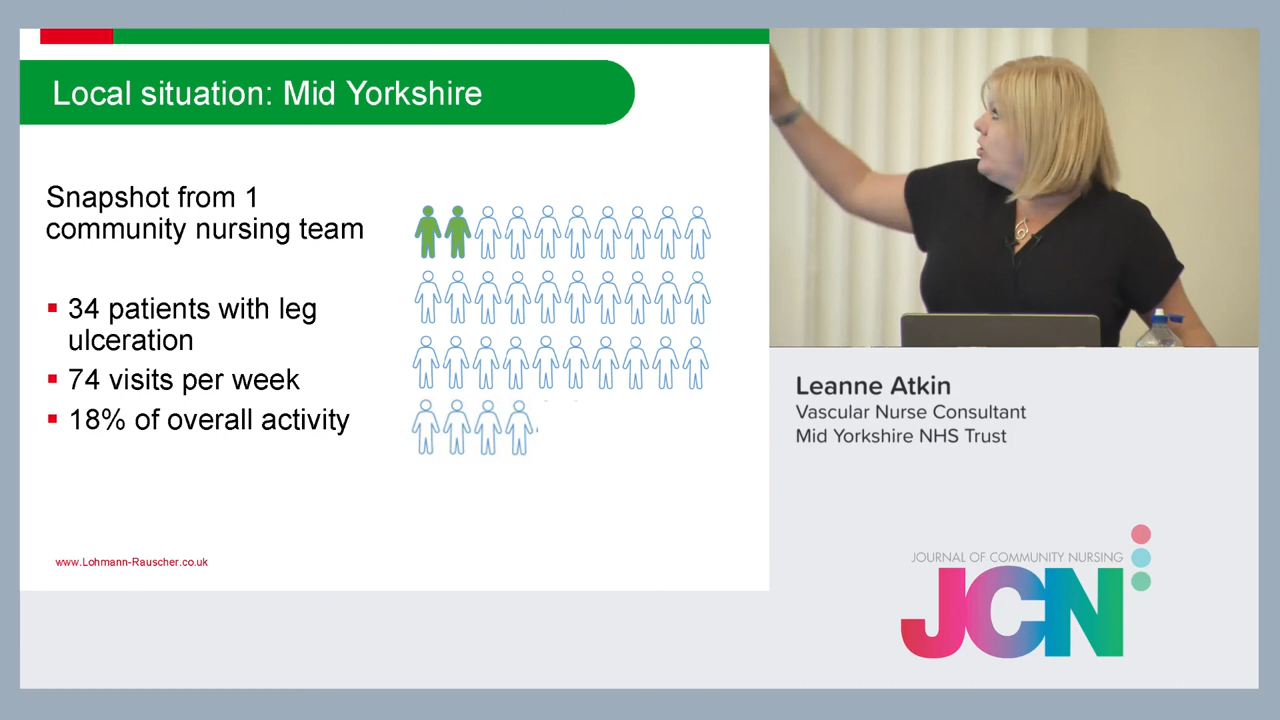 Local situation: Mid Yorkshire
Snapshot from 1
community nursing team
34 patients with leg
ulceration
74 visits per week
18% of overall activity
www.Lohmann-Rauscher.co.uk
Leanne Atkin
Vascular Nurse Consultant
Mid Yorkshire NHS Trust
JOURNAL OF COMMUNITY NURSING
JCN